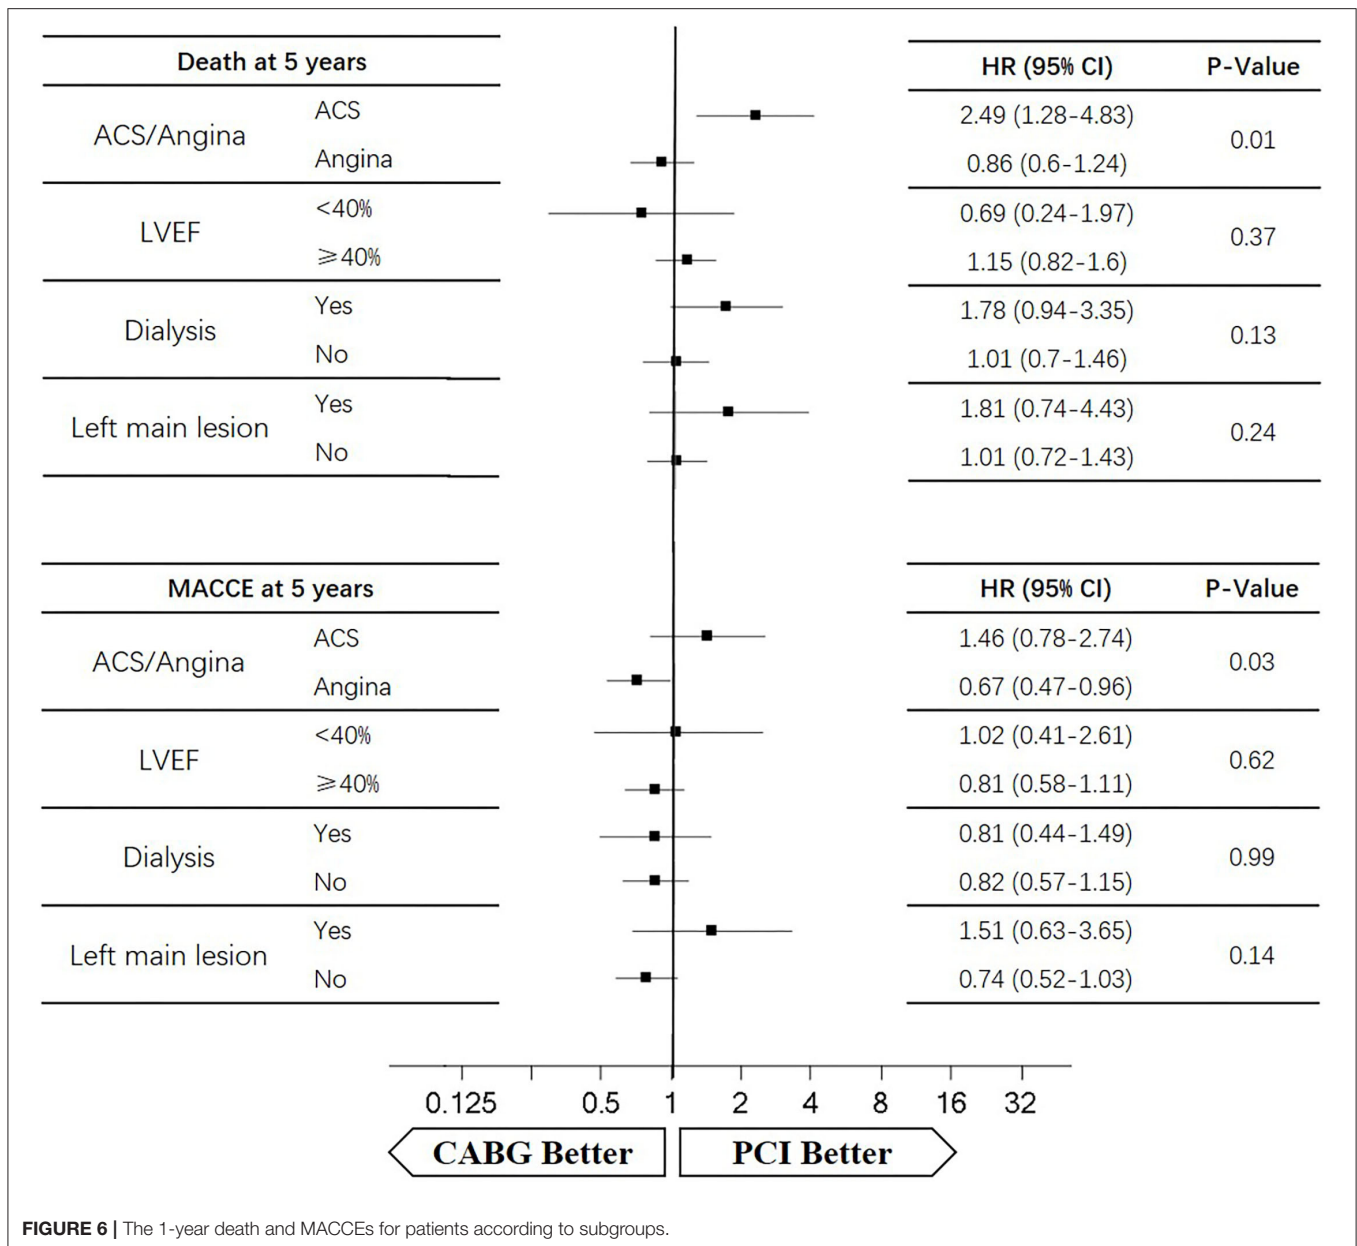 Death at 5 years HR (95% CI) P-Value
ACS/Angina ACS 2.49 (1.28-4.83) 0.01
Angina 0.86 (0.6-1.24)
LVEF <40% 0.69 (0.24-1.97) 0.37
⩾40% 1.15 (0.82-1.6)
Dialysis Yes 1.78 (0.94-3.35) 0.13
No 1.01 (0.7-1.46)
Left main lesion Yes 1.81 (0.74-4.43) 0.24
No 1.01 (0.72-1.43)
MACCE at 5 years HR (95% CI) P-Value
ACS/Angina ACS 1.46 (0.78-2.74) 0.03
Angina 0.67 (0.47-0.96)
LVEF <40% 1.02 (0.41-2.61) 0.62
⩾40% 0.81 (0.58-1.11)
Dialysis Yes 0.81 (0.44-1.49) 0.99
No 0.82 (0.57-1.15)
Left main lesion Yes 1.51 (0.63-3.65) 0.14
No 0.74 (0.52-1.03)
0.125 0.5 1 2 4 8 16 32
CABG Better PCI Better
FIGURE 6 | The 1-year death and MACCEs for patients according to subgroups.